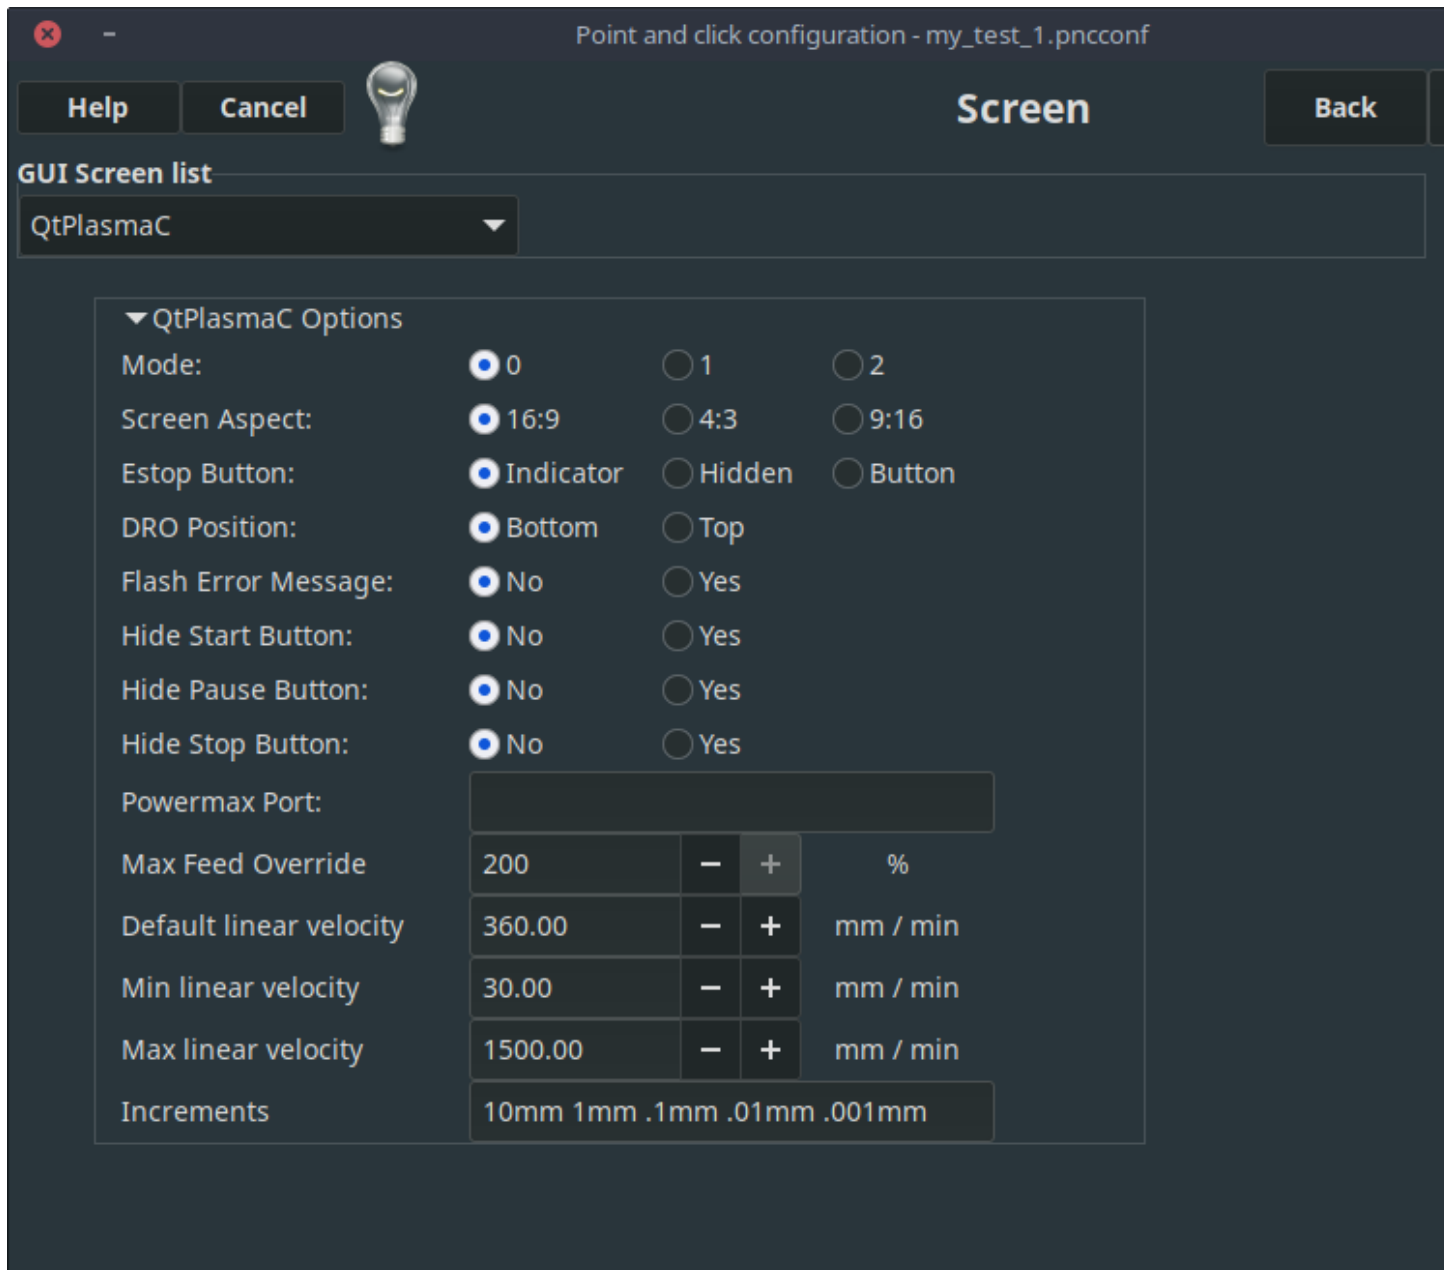 Point and click configuration - my_test_1.pncconf
Help Cancel Screen Back
GUI Screen list
QtPlasmaC
QtPlasmaC Options
Mode: 0 1 2
Screen Aspect: 16:9 4:3 9:16
Estop Button: Indicator Hidden Button
DRO Position: Bottom Top
Flash Error Message: No Yes
Hide Start Button: No Yes
Hide Pause Button: No Yes
Hide Stop Button: No Yes
Powermax Port:
Max Feed Override 200 − + %
Default linear velocity 360.00 − + mm / min
Min linear velocity 30.00 − + mm / min
Max linear velocity 1500.00 − + mm / min
Increments 10mm 1mm .1mm .01mm .001mm